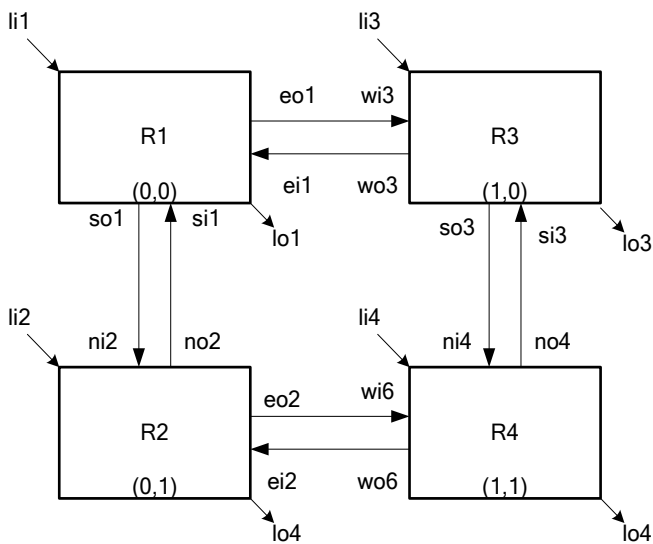 li1
li3
eo1 wi3
R1
R3
ei1 wo3
(0,0)
(1,0)
so1 si1
lo1
so3 si3
lo3
li2
li4
ni2 no2
ni4 no4
eo2 wi6
R2
R4
ei2 wo6
(0,1)
(1,1)
lo4
lo4